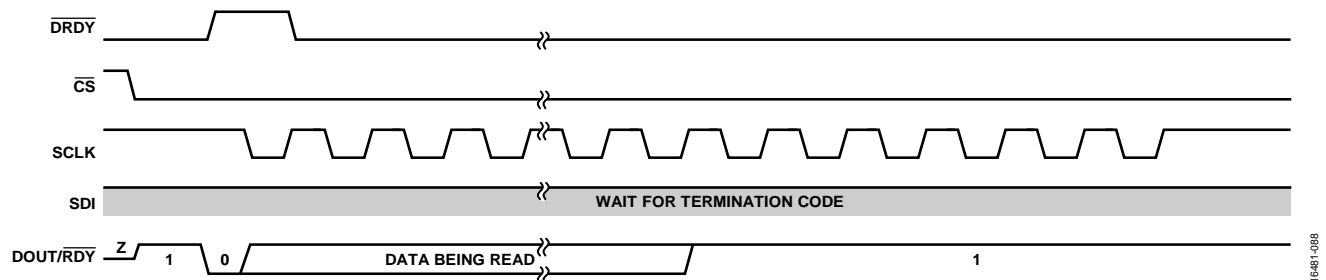 DRDY
CS
SCLK
SDI
WAIT FOR TERMINATION CODE
DOUT/RDY
Z
1
0
DATA BEING READ
1
16481-088